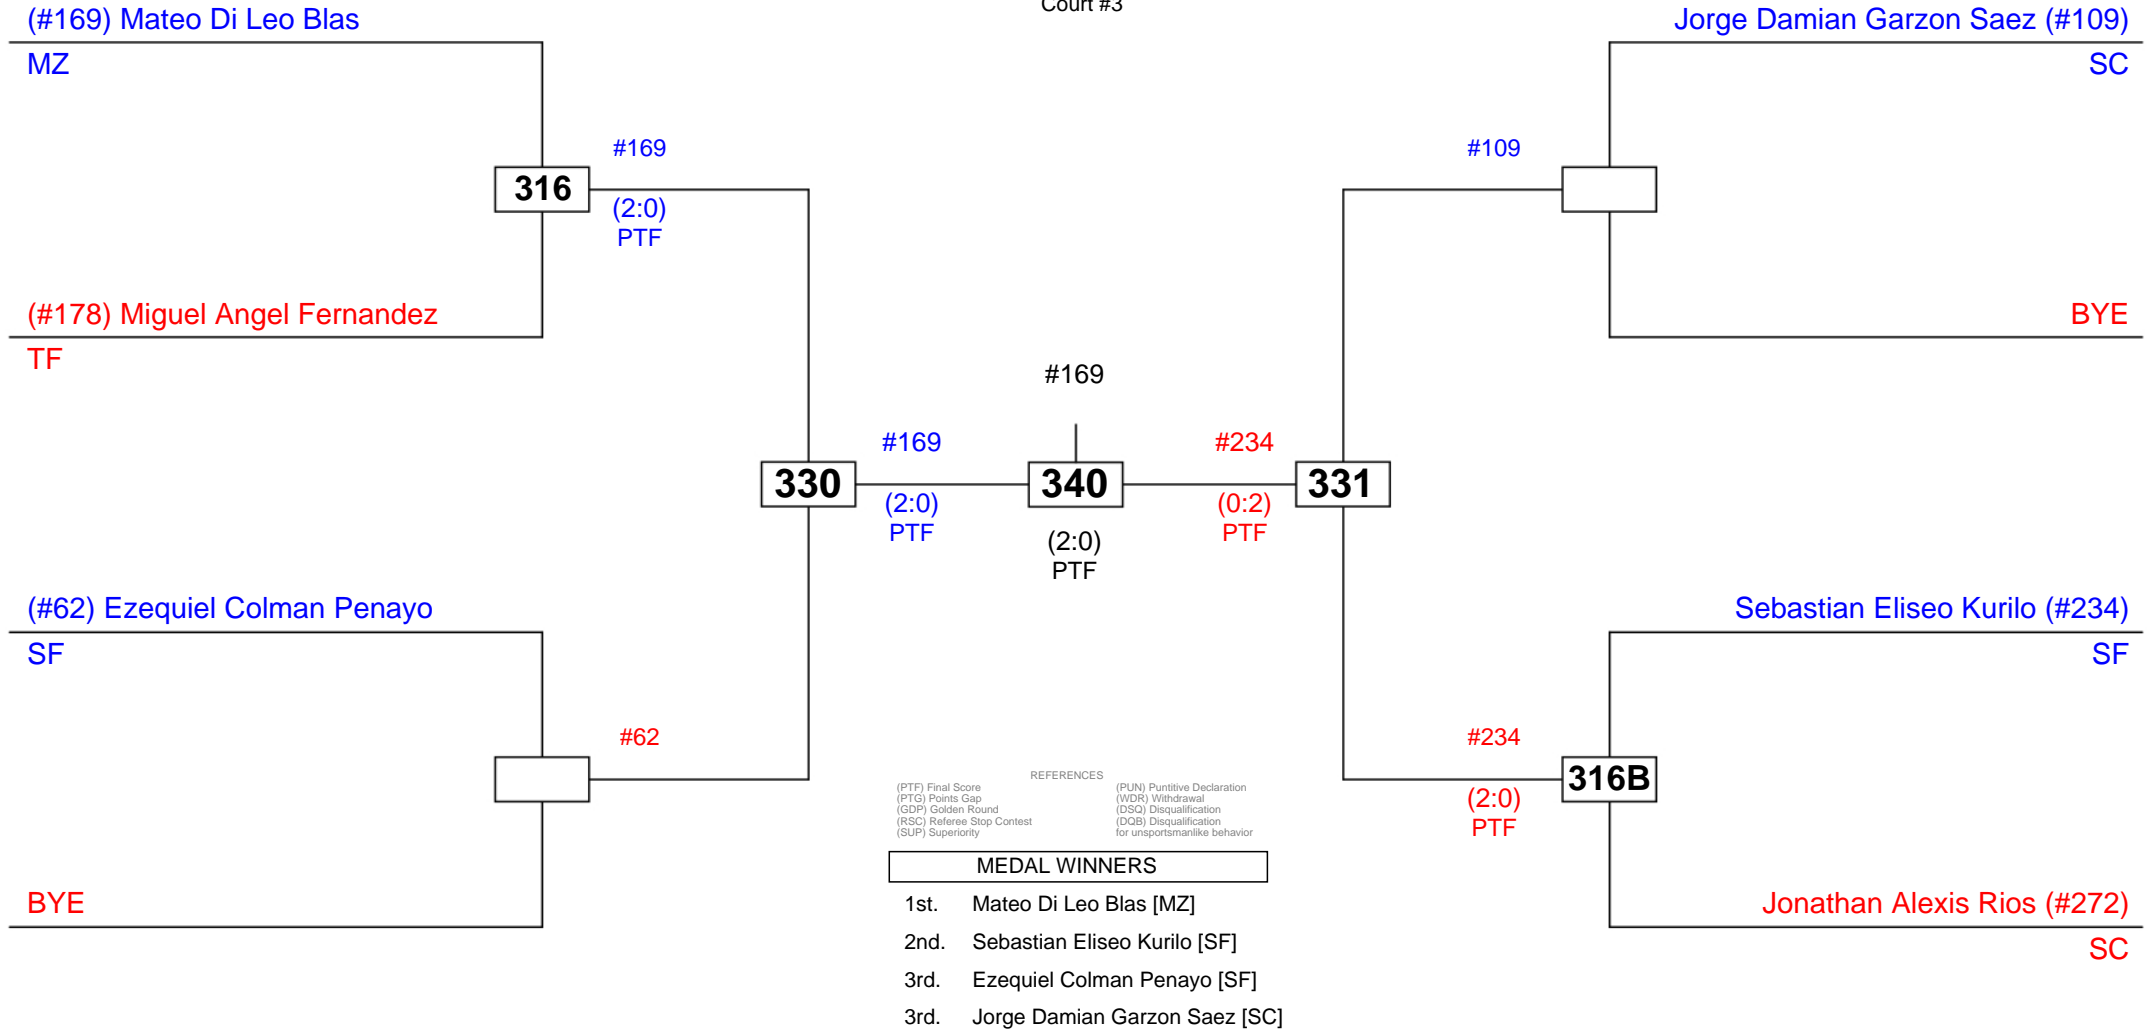 Court #3
(#169) Mateo Di Leo Blas
MZ
Jorge Damian Garzon Saez (#109)
SC
#169
316
(2:0)
PTF
#109
(#178) Miguel Angel Fernandez
TF
BYE
#169
#169
330
(2:0)
PTF
340
(2:0)
PTF
#234
331
(0:2)
PTF
(#62) Ezequiel Colman Penayo
SF
Sebastian Eliseo Kurilo (#234)
SF
#62
#234
316B
(2:0)
PTF
BYE
Jonathan Alexis Rios (#272)
SC
REFERENCES
(PTF) Final Score
(PTG) Points Gap
(GDP) Golden Round
(RSC) Referee Stop Contest
(SUP) Superiority
(PUN) Puntitive Declaration
(WDR) Withdrawal
(DSQ) Disqualification
(DQB) Disqualification
for unsportsmanlike behavior
MEDAL WINNERS
1st. Mateo Di Leo Blas [MZ]
2nd. Sebastian Eliseo Kurilo [SF]
3rd. Ezequiel Colman Penayo [SF]
3rd. Jorge Damian Garzon Saez [SC]